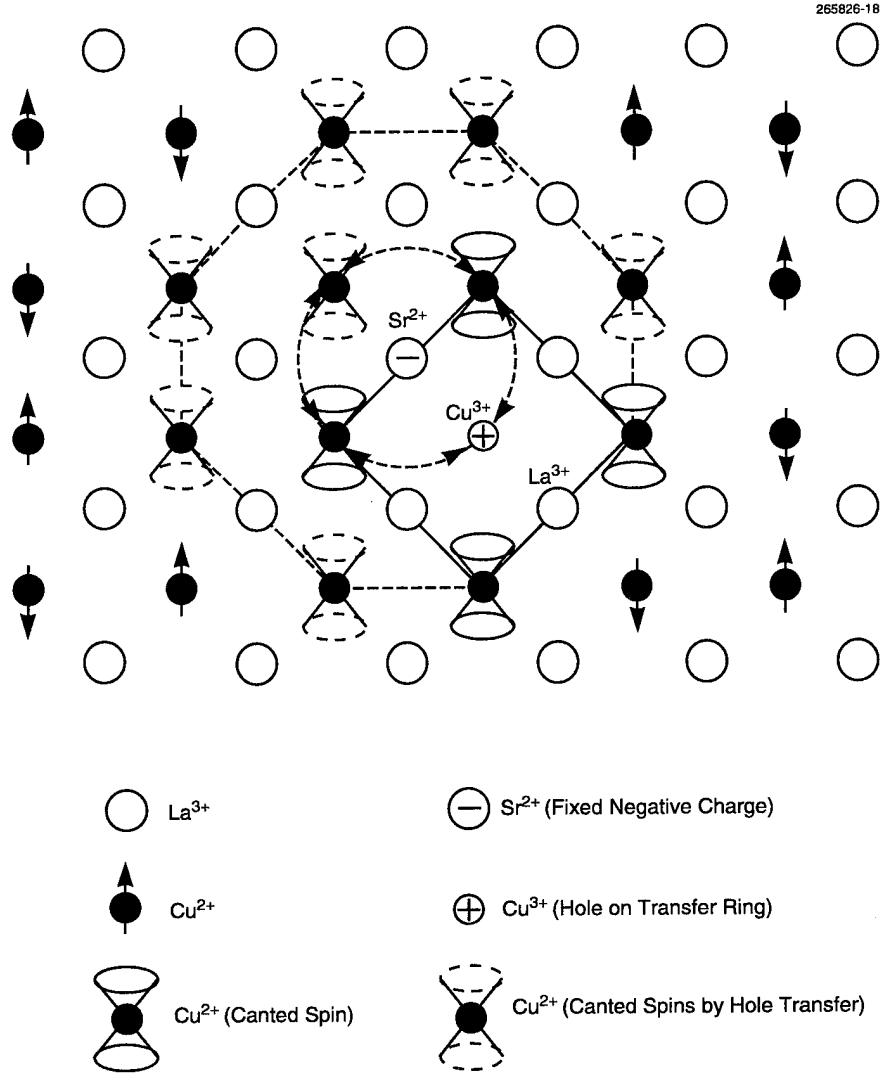 265826-18
Sr²⁺
Cu³⁺
La³⁺
La³⁺
Sr²⁺ (Fixed Negative Charge)
Cu²⁺
Cu³⁺ (Hole on Transfer Ring)
Cu²⁺ (Canted Spin)
Cu²⁺ (Canted Spins by Hole Transfer)